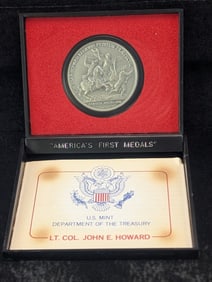 "AMERICA'S FIRST MEDALS"
U.S. MINT
DEPARTMENT OF THE TREASURY
LT. COL. JOHN E. HOWARD